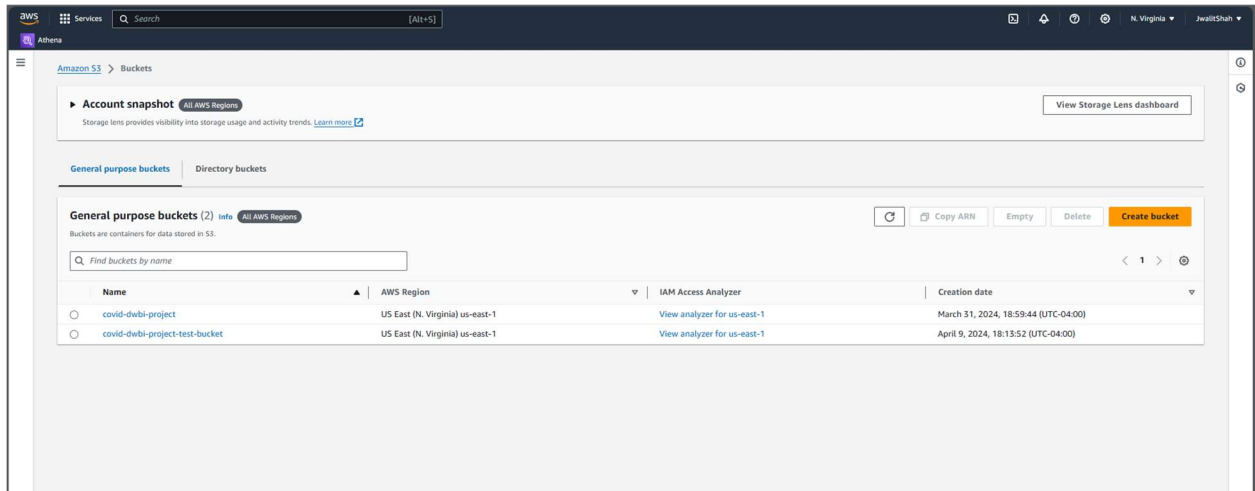 aws Services Search [Alt+S] N. Virginia ▼ JwalitShah ▼
Athena
Amazon S3 > Buckets
Account snapshot All AWS Regions View Storage Lens dashboard
Storage lens provides visibility into storage usage and activity trends. Learn more
General purpose buckets Directory buckets
General purpose buckets (2) Info All AWS Regions Copy ARN Empty Delete Create bucket
Buckets are containers for data stored in S3.
Find buckets by name < 1 >
Name AWS Region IAM Access Analyzer Creation date
covid-dwbi-project US East (N. Virginia) us-east-1 View analyzer for us-east-1 March 31, 2024, 18:59:44 (UTC-04:00)
covid-dwbi-project-test-bucket US East (N. Virginia) us-east-1 View analyzer for us-east-1 April 9, 2024, 18:13:52 (UTC-04:00)